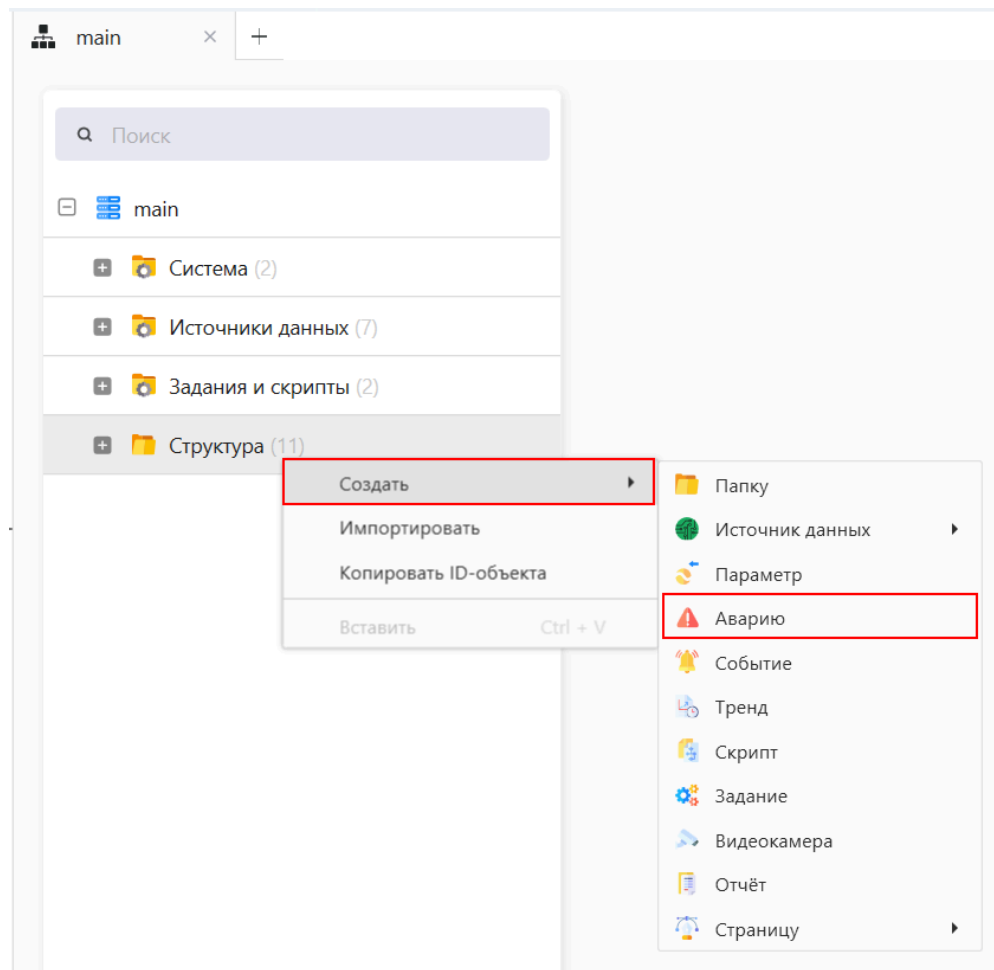 main
Поиск
main
Система (2)
Источники данных (7)
Задания и скрипты (2)
Структура (11)
Создать
Импортировать
Копировать ID-объекта
Вставить Ctrl + V
Папку
Источник данных
Параметр
Аварию
Событие
Тренд
Скрипт
Задание
Видеокамера
Отчёт
Страницу